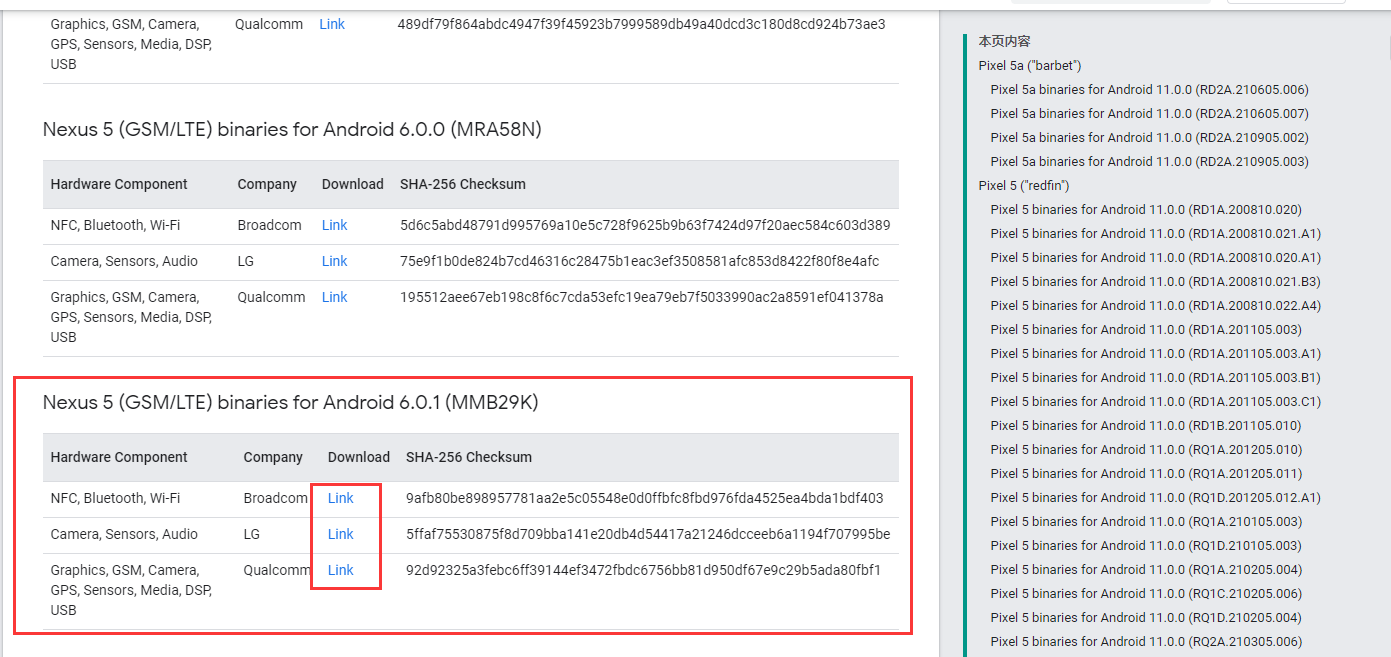 Graphics, GSM, Camera, Qualcomm Link 489df79f864abdc4947f39f45923b7999589db49a40dcd3c180d8cd924b73ae3
GPS, Sensors, Media, DSP,
USB
Nexus 5 (GSM/LTE) binaries for Android 6.0.0 (MRA58N)
Hardware Component Company Download SHA-256 Checksum
NFC, Bluetooth, Wi-Fi Broadcom Link 5d6c5abd48791d995769a10e5c728f9625b9b63f7424d97f20aec584c603d389
Camera, Sensors, Audio LG Link 75e9f1b0de824b7cd46316c28475b1eac3ef3508581afc853d8422f80f8e4afc
Graphics, GSM, Camera, Qualcomm Link 195512aee67eb198c8f6c7cda53efc19ea79eb7f5033990ac2a8591ef041378a
GPS, Sensors, Media, DSP,
USB
Nexus 5 (GSM/LTE) binaries for Android 6.0.1 (MMB29K)
Hardware Component Company Download SHA-256 Checksum
NFC, Bluetooth, Wi-Fi Broadcom Link 9afb80be898957781aa2e5c05548e0d0ffbfc8fbd976fda4525ea4bda1bdf403
Camera, Sensors, Audio LG Link 5ffaf75530875f8d709bba141e20db4d54417a21246dcceeb6a1194f707995be
Graphics, GSM, Camera, Qualcomm Link 92d92325a3febc6ff39144ef3472fbdc6756bb81d950df67e9c29b5ada80fbf1
GPS, Sensors, Media, DSP,
USB
本页内容
Pixel 5a ("barbet")
Pixel 5a binaries for Android 11.0.0 (RD2A.210605.006)
Pixel 5a binaries for Android 11.0.0 (RD2A.210605.007)
Pixel 5a binaries for Android 11.0.0 (RD2A.210905.002)
Pixel 5a binaries for Android 11.0.0 (RD2A.210905.003)
Pixel 5 ("redfin")
Pixel 5 binaries for Android 11.0.0 (RD1A.200810.020)
Pixel 5 binaries for Android 11.0.0 (RD1A.200810.021.A1)
Pixel 5 binaries for Android 11.0.0 (RD1A.200810.020.A1)
Pixel 5 binaries for Android 11.0.0 (RD1A.200810.021.B3)
Pixel 5 binaries for Android 11.0.0 (RD1A.200810.022.A4)
Pixel 5 binaries for Android 11.0.0 (RD1A.201105.003)
Pixel 5 binaries for Android 11.0.0 (RD1A.201105.003.A1)
Pixel 5 binaries for Android 11.0.0 (RD1A.201105.003.B1)
Pixel 5 binaries for Android 11.0.0 (RD1A.201105.003.C1)
Pixel 5 binaries for Android 11.0.0 (RD1B.201105.010)
Pixel 5 binaries for Android 11.0.0 (RQ1A.201205.010)
Pixel 5 binaries for Android 11.0.0 (RQ1A.201205.011)
Pixel 5 binaries for Android 11.0.0 (RQ1D.201205.012.A1)
Pixel 5 binaries for Android 11.0.0 (RQ1A.210105.003)
Pixel 5 binaries for Android 11.0.0 (RQ1D.210105.003)
Pixel 5 binaries for Android 11.0.0 (RQ1A.210205.004)
Pixel 5 binaries for Android 11.0.0 (RQ1C.210205.006)
Pixel 5 binaries for Android 11.0.0 (RQ1D.210205.004)
Pixel 5 binaries for Android 11.0.0 (RQ2A.210305.006)